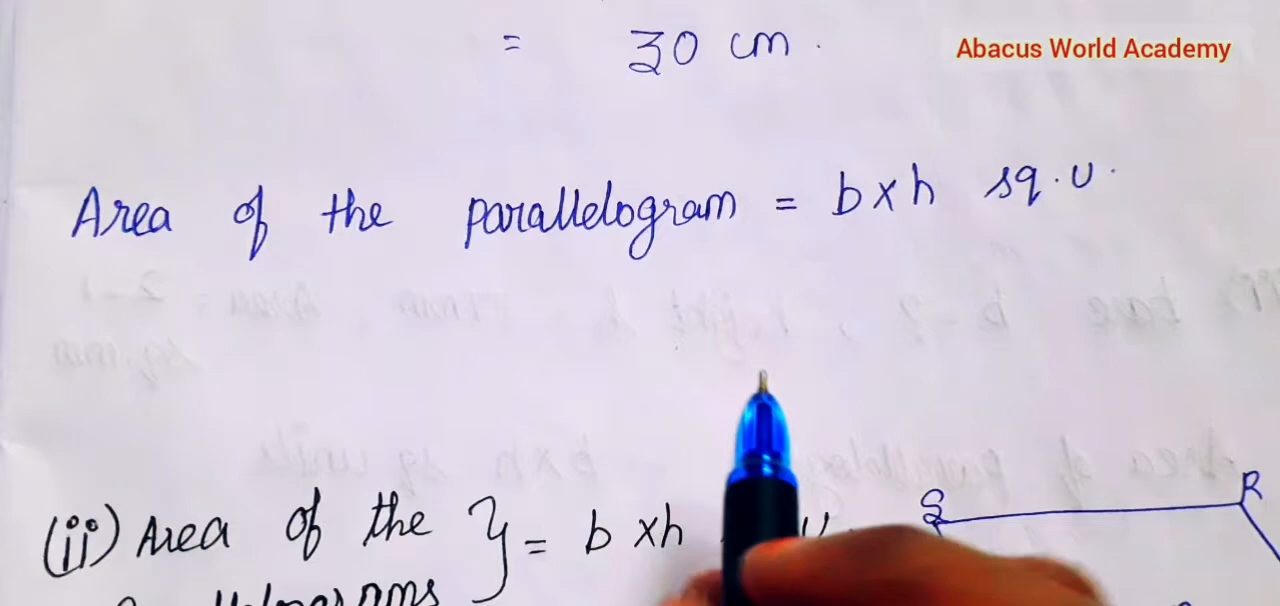 = 30 cm.
Abacus World Academy
Area of the parallelogram = b x h sq.u.
(ii) Area of the } = b x h
S R